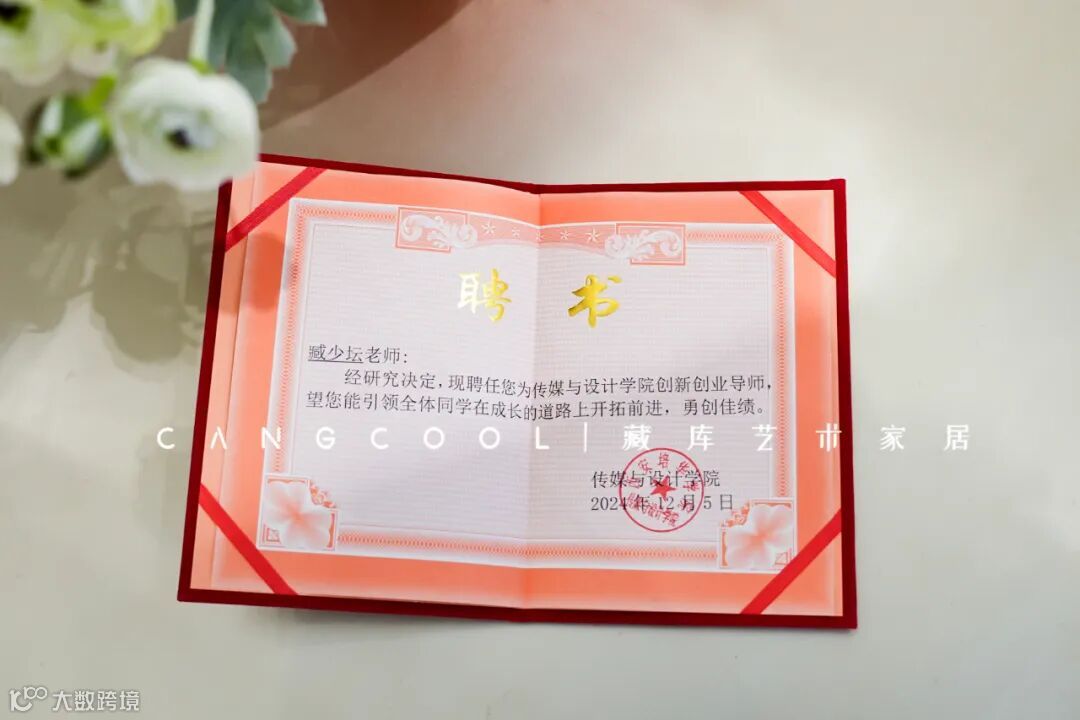 聘书
臧少坛老师:
经研究决定,现聘任您为传媒与设计学院创新创业导师,
望您能引领全体同学在成长的道路上开拓前进,勇创佳绩。
CANGCOOL|藏库艺术家居
传媒与设计学院
2024年12月5日
大数跨境